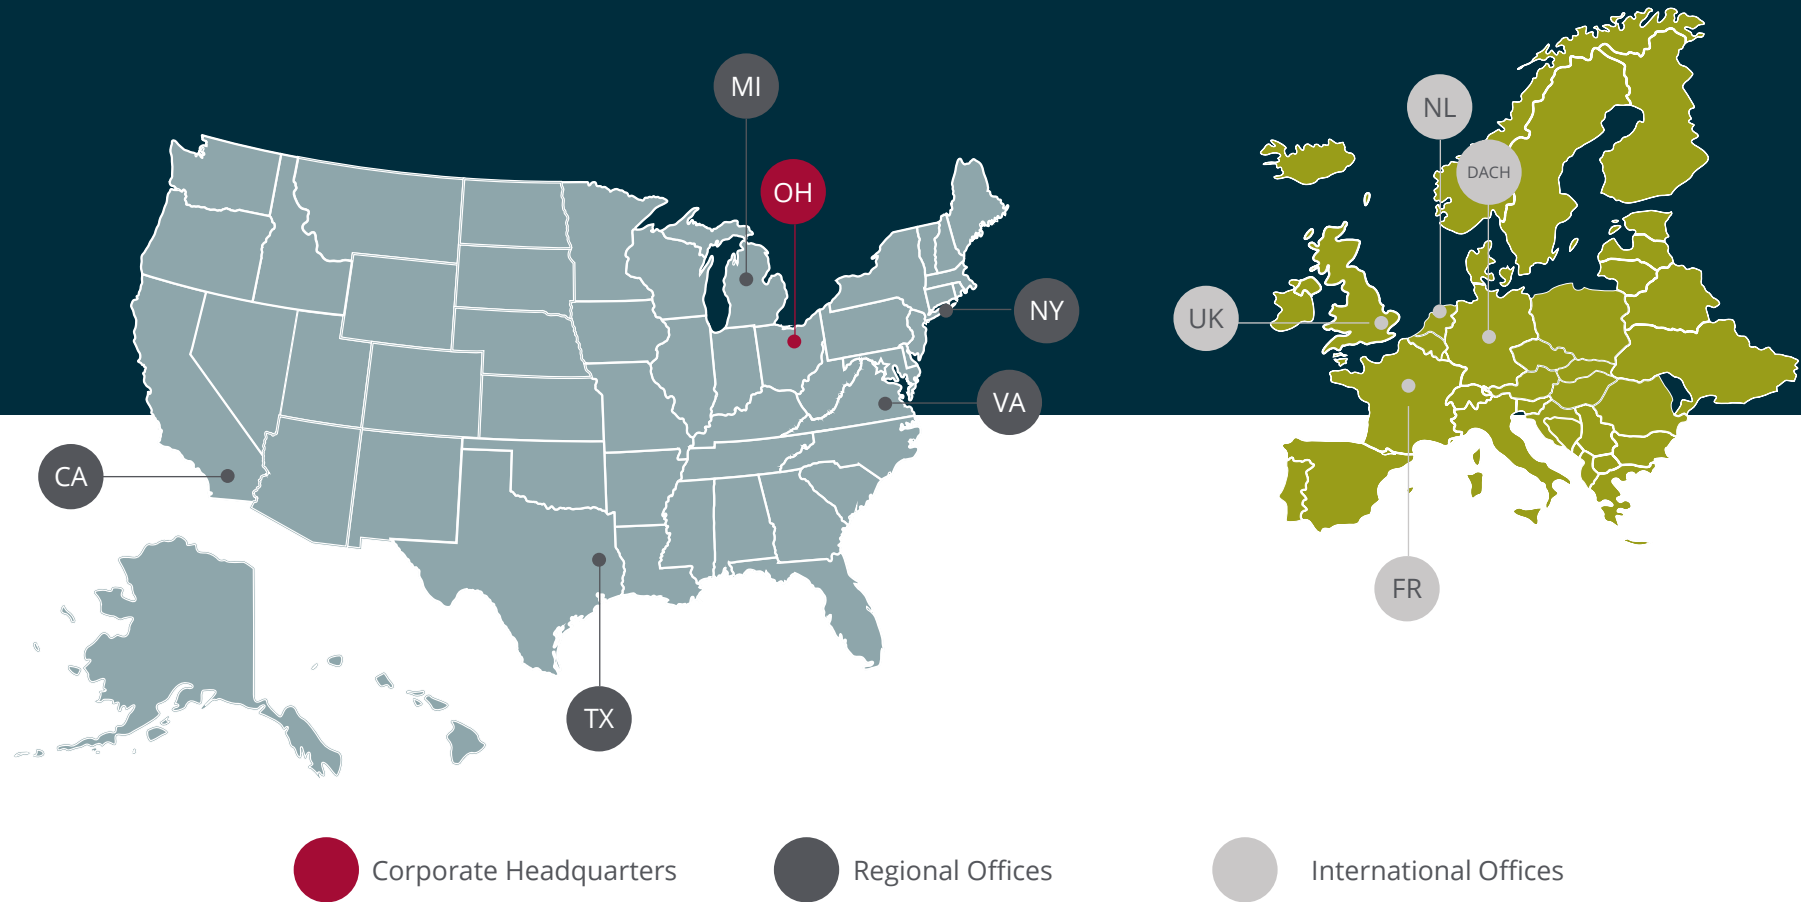 MI
OH
NY
VA
CA
TX
NL
DACH
UK
FR
Corporate Headquarters
Regional Offices
International Offices